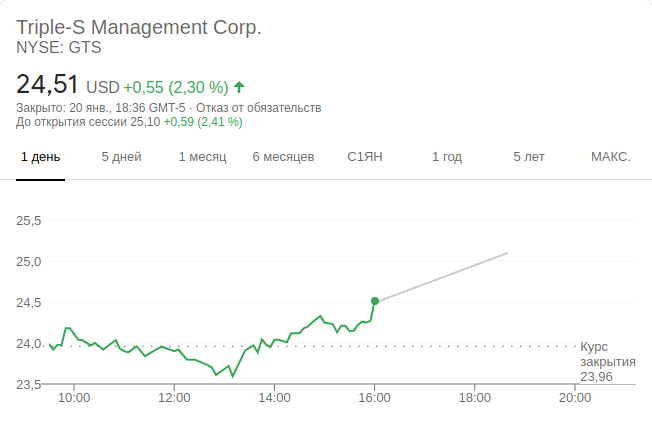 Triple-S Management Corp.
NYSE: GTS
24,51 USD +0,55 (2,30 %)
Закрыто: 20 янв., 18:36 GMT-5 · Отказ от обязательств
До открытия сессии 25,10 +0,59 (2,41 %)
1 день 5 дней 1 месяц 6 месяцев С1ЯН 1 год 5 лет МАКС.
25,5
25,0
24,5
24,0
23,5
Курс
закрытия
23,96
10:00 12:00 14:00 16:00 18:00 20:00